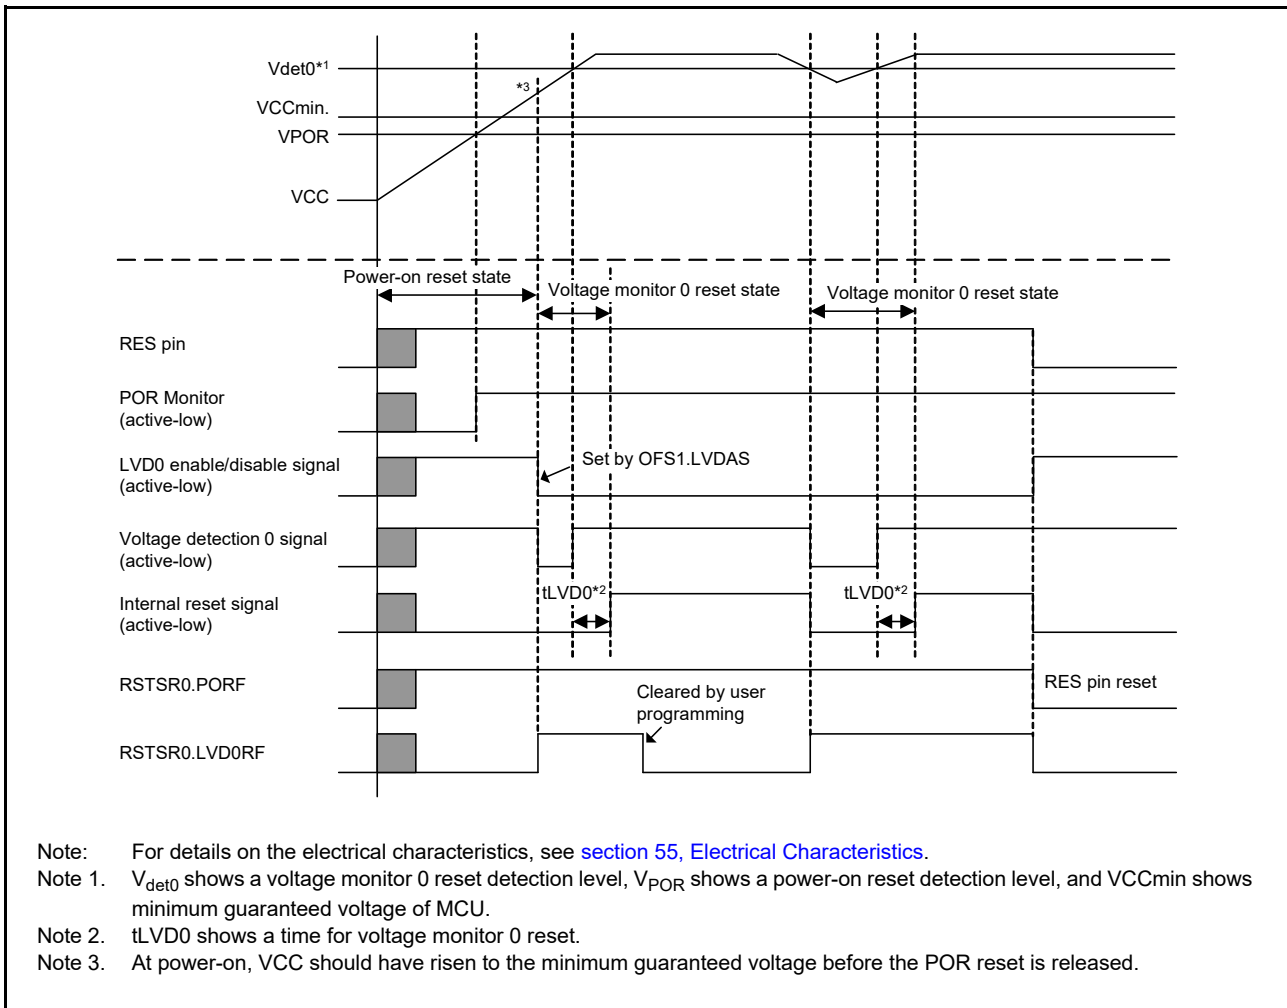 Vdet0*1
*3
VCCmin.
VPOR
VCC
Power-on reset state
Voltage monitor 0 reset state
Voltage monitor 0 reset state
RES pin
POR Monitor
(active-low)
LVD0 enable/disable signal
(active-low)
Set by OFS1.LVDAS
Voltage detection 0 signal
(active-low)
tLVD0*2
tLVD0*2
Internal reset signal
(active-low)
RSTSR0.PORF
RES pin reset
Cleared by user
programming
RSTSR0.LVD0RF
Note: For details on the electrical characteristics, see section 55, Electrical Characteristics.
Note 1. Vdet0 shows a voltage monitor 0 reset detection level, VPOR shows a power-on reset detection level, and VCCmin shows
minimum guaranteed voltage of MCU.
Note 2. tLVD0 shows a time for voltage monitor 0 reset.
Note 3. At power-on, VCC should have risen to the minimum guaranteed voltage before the POR reset is released.